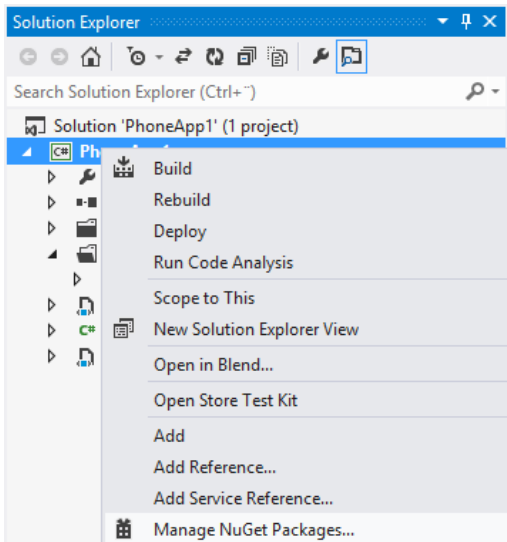 Solution Explorer
Search Solution Explorer (Ctrl+¨)
Solution 'PhoneApp1' (1 project)
C#
Build
Rebuild
Deploy
Run Code Analysis
Scope to This
New Solution Explorer View
Open in Blend...
Open Store Test Kit
Add
Add Reference...
Add Service Reference...
C#
Manage NuGet Packages...